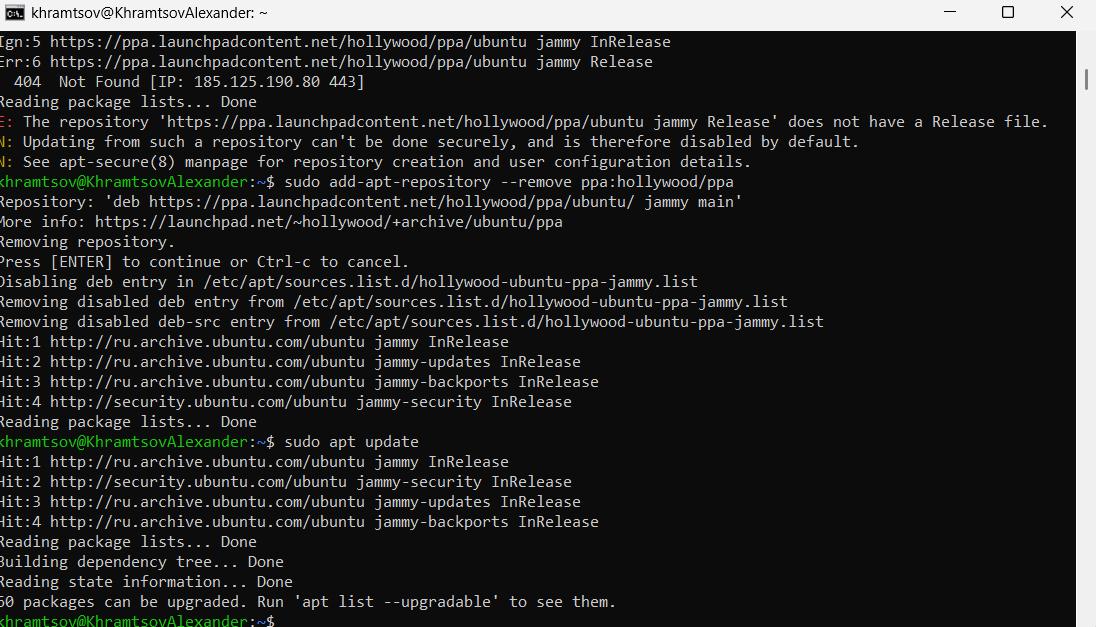 khramtsov@KhramtsovAlexander: ~
Ign:5 https://ppa.launchpadcontent.net/hollywood/ppa/ubuntu jammy InRelease
Err:6 https://ppa.launchpadcontent.net/hollywood/ppa/ubuntu jammy Release
404  Not Found [IP: 185.125.190.80 443]
Reading package lists... Done
E: The repository 'https://ppa.launchpadcontent.net/hollywood/ppa/ubuntu jammy Release' does not have a Release file.
N: Updating from such a repository can't be done securely, and is therefore disabled by default.
N: See apt-secure(8) manpage for repository creation and user configuration details.
khramtsov@KhramtsovAlexander:~$ sudo add-apt-repository --remove ppa:hollywood/ppa
Repository: 'deb https://ppa.launchpadcontent.net/hollywood/ppa/ubuntu/ jammy main'
More info: https://launchpad.net/~hollywood/+archive/ubuntu/ppa
Removing repository.
Press [ENTER] to continue or Ctrl-c to cancel.
Disabling deb entry in /etc/apt/sources.list.d/hollywood-ubuntu-ppa-jammy.list
Removing disabled deb entry from /etc/apt/sources.list.d/hollywood-ubuntu-ppa-jammy.list
Removing disabled deb-src entry from /etc/apt/sources.list.d/hollywood-ubuntu-ppa-jammy.list
Hit:1 http://ru.archive.ubuntu.com/ubuntu jammy InRelease
Hit:2 http://ru.archive.ubuntu.com/ubuntu jammy-updates InRelease
Hit:3 http://ru.archive.ubuntu.com/ubuntu jammy-backports InRelease
Hit:4 http://security.ubuntu.com/ubuntu jammy-security InRelease
Reading package lists... Done
khramtsov@KhramtsovAlexander:~$ sudo apt update
Hit:1 http://ru.archive.ubuntu.com/ubuntu jammy InRelease
Hit:2 http://security.ubuntu.com/ubuntu jammy-security InRelease
Hit:3 http://ru.archive.ubuntu.com/ubuntu jammy-updates InRelease
Hit:4 http://ru.archive.ubuntu.com/ubuntu jammy-backports InRelease
Reading package lists... Done
Building dependency tree... Done
Reading state information... Done
60 packages can be upgraded. Run 'apt list --upgradable' to see them.
khramtsov@KhramtsovAlexander:~$